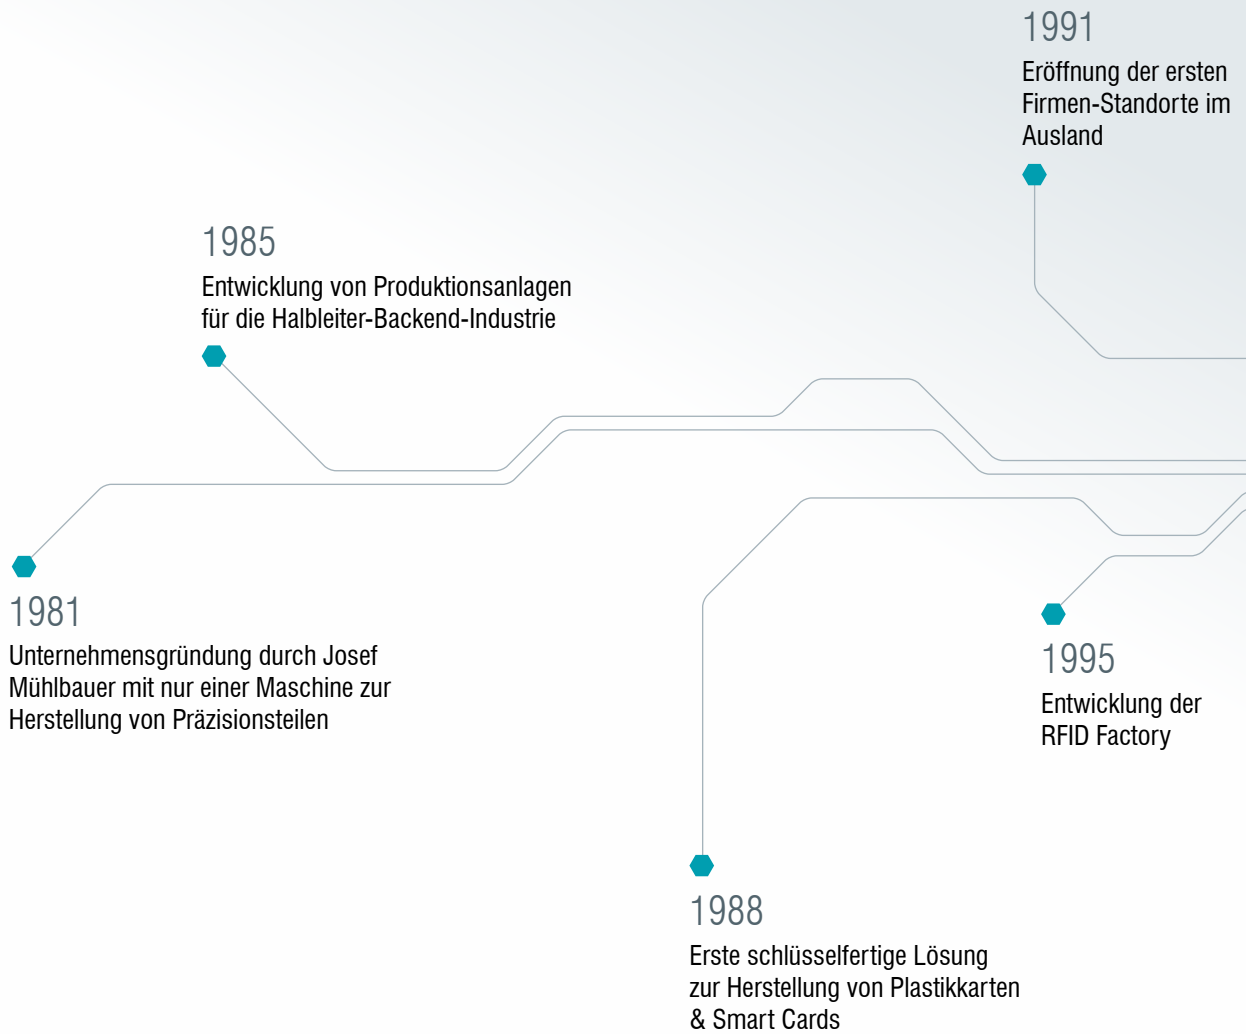 1981
Unternehmensgründung durch Josef
Mühlbauer mit nur einer Maschine zur
Herstellung von Präzisionsteilen
1985
Entwicklung von Produktionsanlagen
für die Halbleiter-Backend-Industrie
1988
Erste schlüsselfertige Lösung
zur Herstellung von Plastikkarten
& Smart Cards
1991
Eröffnung der ersten
Firmen-Standorte im
Ausland
1995
Entwicklung der
RFID Factory